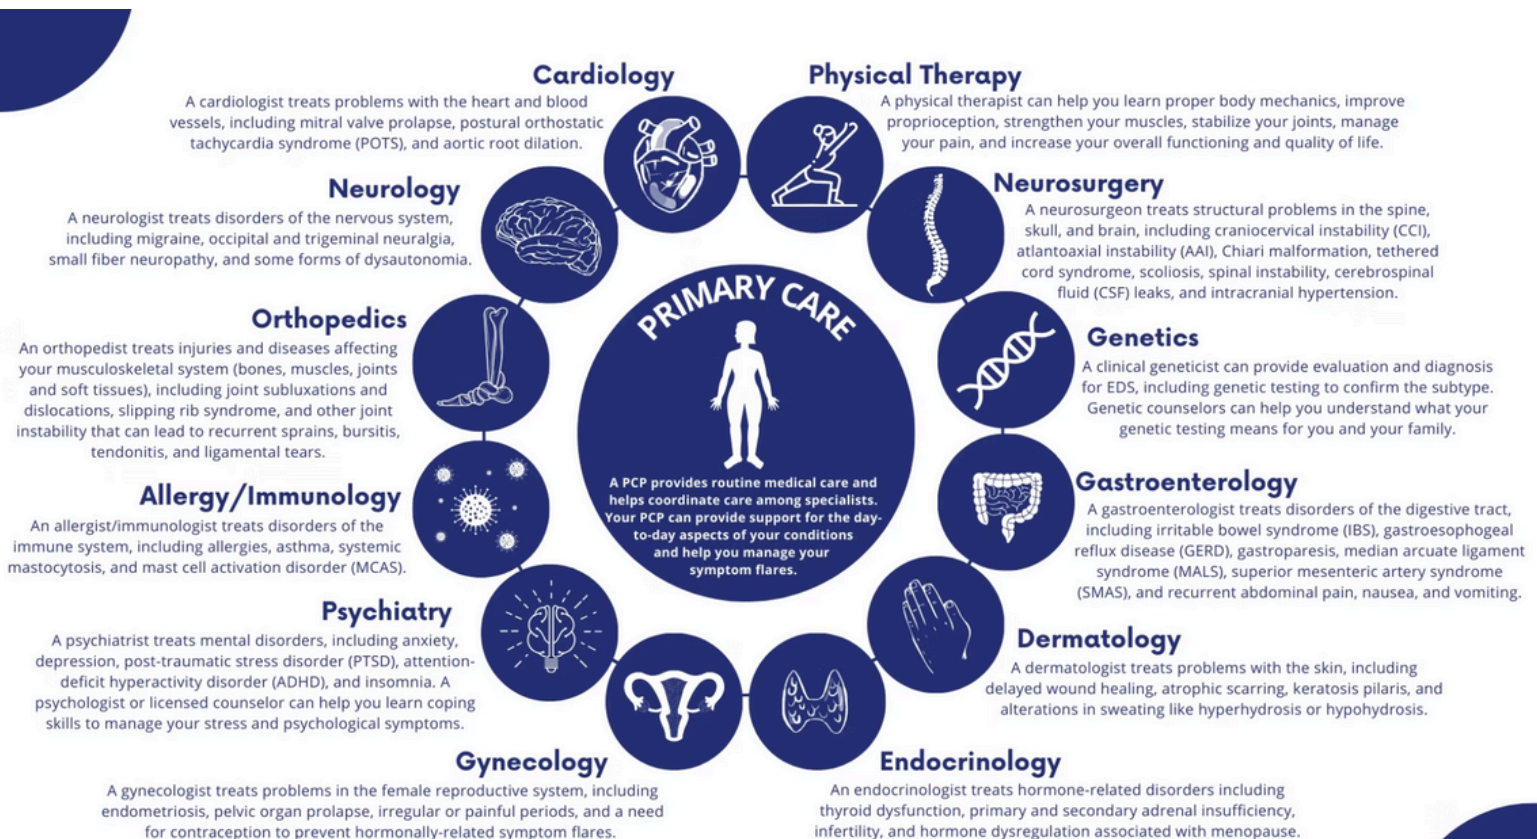 Cardiology
A cardiologist treats problems with the heart and blood
vessels, including mitral valve prolapse, postural orthostatic
tachycardia syndrome (POTS), and aortic root dilation.
Physical Therapy
A physical therapist can help you learn proper body mechanics, improve
proprioception, strengthen your muscles, stabilize your joints, manage
your pain, and increase your overall functioning and quality of life.
Neurology
A neurologist treats disorders of the nervous system,
including migraine, occipital and trigeminal neuralgia,
small fiber neuropathy, and some forms of dysautonomia.
Neurosurgery
A neurosurgeon treats structural problems in the spine,
skull, and brain, including craniocervical instability (CCI),
atlantoaxial instability (AAI), Chiari malformation, tethered
cord syndrome, scoliosis, spinal instability, cerebrospinal
fluid (CSF) leaks, and intracranial hypertension.
Orthopedics
An orthopedist treats injuries and diseases affecting
your musculoskeletal system (bones, muscles, joints
and soft tissues), including joint subluxations and
dislocations, slipping rib syndrome, and other joint
instability that can lead to recurrent sprains, bursitis,
tendonitis, and ligamental tears.
PRIMARY CARE
A PCP provides routine medical care and
helps coordinate care among specialists.
Your PCP can provide support for the day-
to-day aspects of your conditions
and help you manage your
symptom flares.
Genetics
A clinical geneticist can provide evaluation and diagnosis
for EDS, including genetic testing to confirm the subtype.
Genetic counselors can help you understand what your
genetic testing means for you and your family.
Allergy/Immunology
An allergist/immunologist treats disorders of the
immune system, including allergies, asthma, systemic
mastocytosis, and mast cell activation disorder (MCAS).
Gastroenterology
A gastroenterologist treats disorders of the digestive tract,
including irritable bowel syndrome (IBS), gastroesophogeal
reflux disease (GERD), gastroparesis, median arcuate ligament
syndrome (MALS), superior mesenteric artery syndrome
(SMAS), and recurrent abdominal pain, nausea, and vomiting.
Psychiatry
A psychiatrist treats mental disorders, including anxiety,
depression, post-traumatic stress disorder (PTSD), attention-
deficit hyperactivity disorder (ADHD), and insomnia. A
psychologist or licensed counselor can help you learn coping
skills to manage your stress and psychological symptoms.
Dermatology
A dermatologist treats problems with the skin, including
delayed wound healing, atrophic scarring, keratosis pilaris, and
alterations in sweating like hyperhydrosis or hypohydrosis.
Gynecology
A gynecologist treats problems in the female reproductive system, including
endometriosis, pelvic organ prolapse, irregular or painful periods, and a need
for contraception to prevent hormonally-related symptom flares.
Endocrinology
An endocrinologist treats hormone-related disorders including
thyroid dysfunction, primary and secondary adrenal insufficiency,
infertility, and hormone dysregulation associated with menopause.